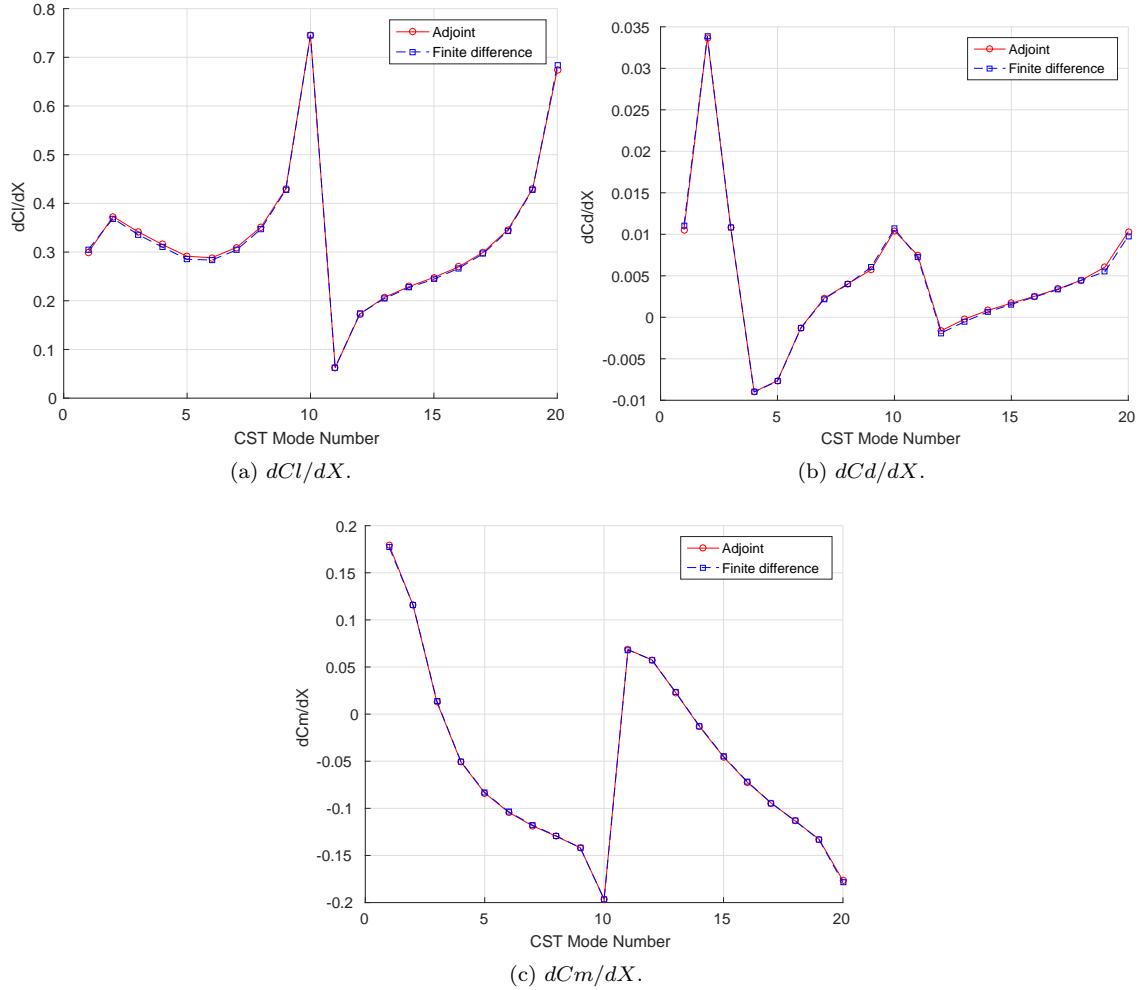 0.8
0.7
0.6
0.5
0.4
0.3
0.2
0.1
0
dCl/dX
Adjoint
Finite difference
0 5 10 15 20
CST Mode Number
(a) dCl/dX.
0.035
0.03
0.025
0.02
0.015
0.01
0.005
0
-0.005
-0.01
dCd/dX
Adjoint
Finite difference
0 5 10 15 20
CST Mode Number
(b) dCd/dX.
0.2
0.15
0.1
0.05
0
-0.05
-0.1
-0.15
-0.2
dCm/dX
Adjoint
Finite difference
0 5 10 15 20
CST Mode Number
(c) dCm/dX.